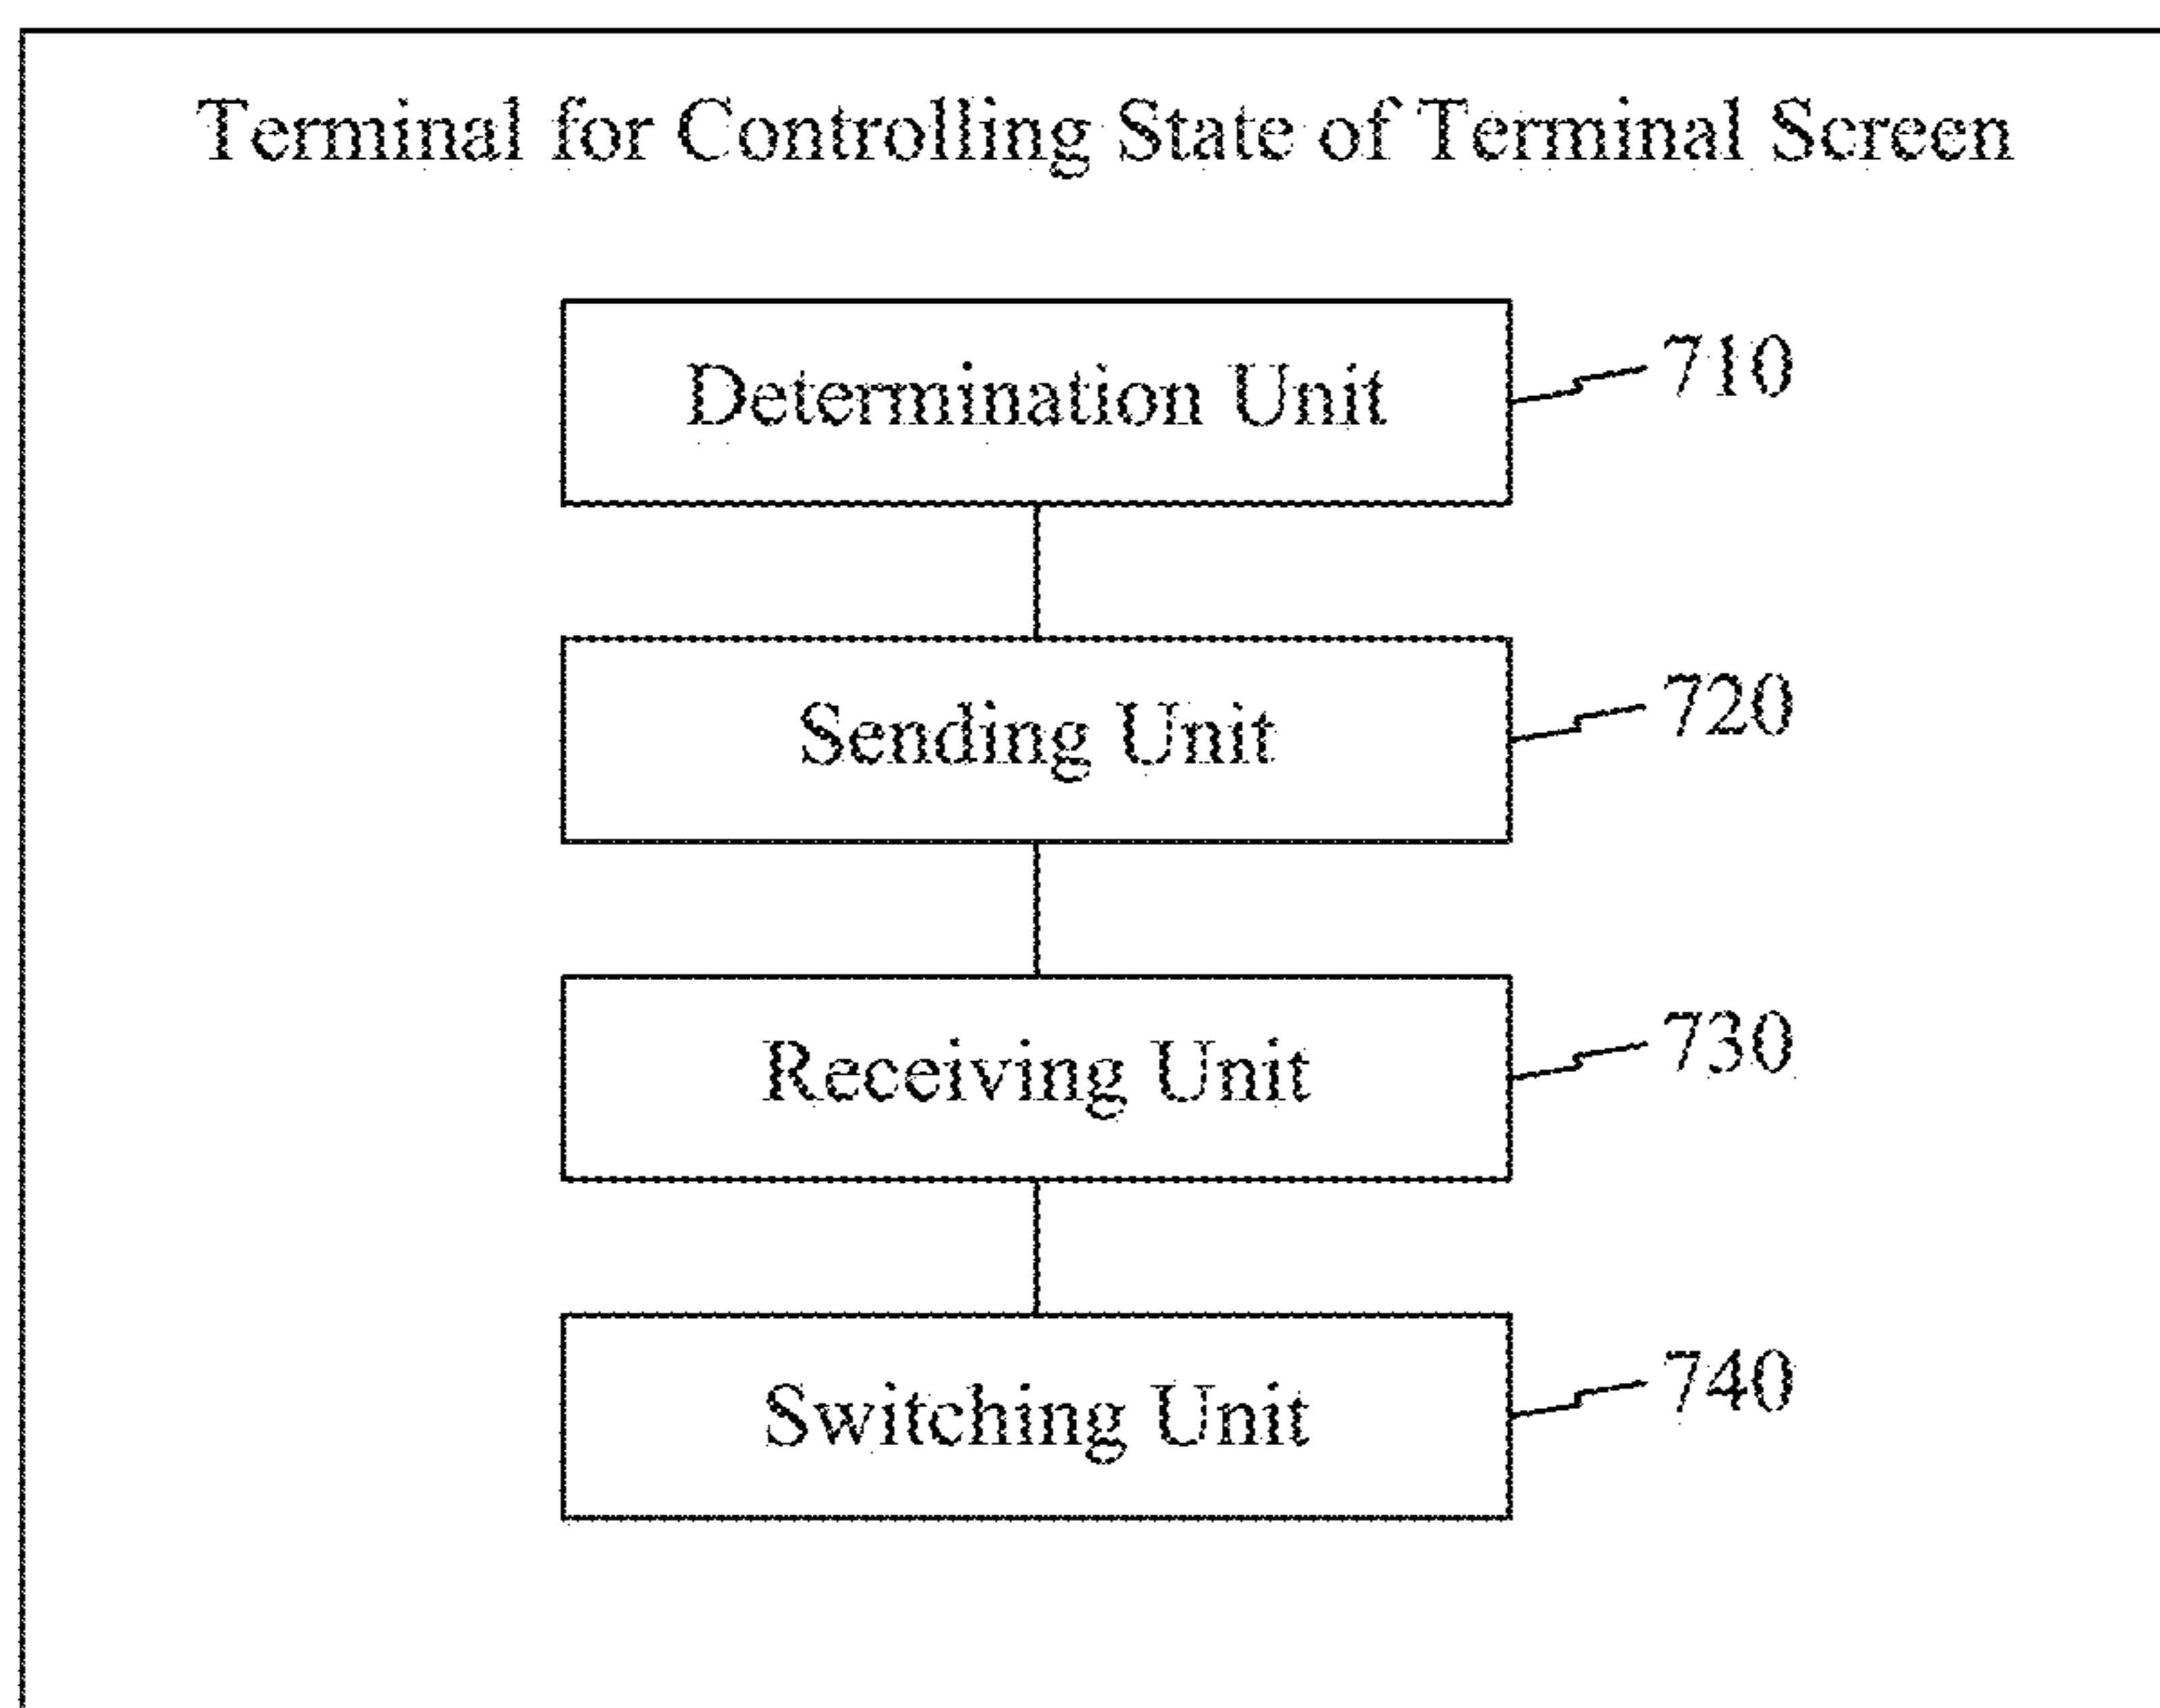 Terminal for Controlling State of Terminal Screen
Determination Unit
710
Sending Unit
720
Receiving Unit
730
Switching Unit
740